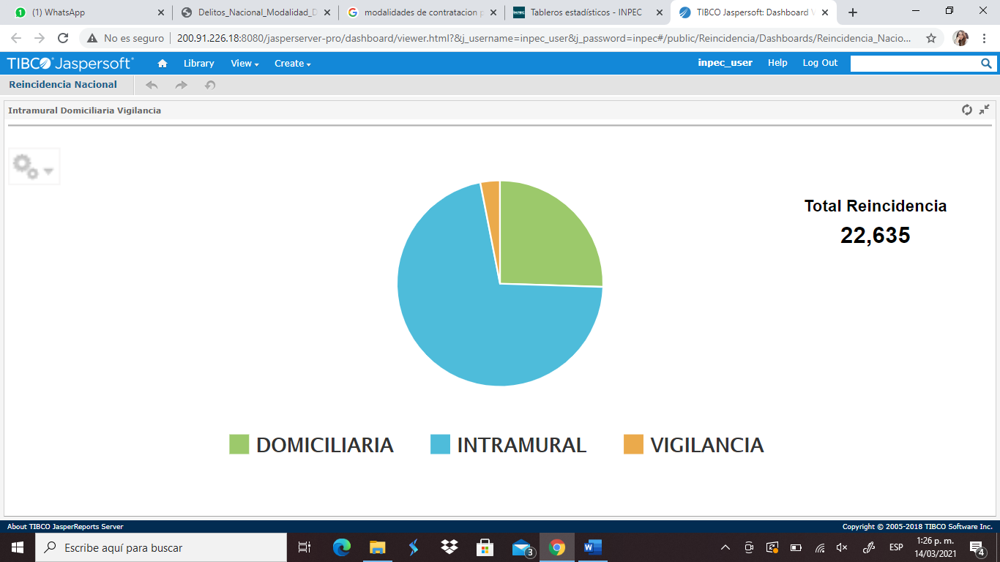 (1) WhatsApp
Delitos_Nacional_Modalidad_D
modalidades de contratacion p
Tableros estadísticos - INPEC
TIBCO Jaspersoft: Dashboard V
No es seguro
200.91.226.18:8080/jasperserver-pro/dashboard/viewer.html?&j_username=inpec_user&j_password=inpec#/public/Reincidencia/Dashboards/Reincidencia_Nacio...
TIBCO Jaspersoft®
Library
View
Create
inpec_user
Help
Log Out
Reincidencia Nacional
Intramural Domiciliaria Vigilancia
Total Reincidencia
22,635
DOMICILIARIA
INTRAMURAL
VIGILANCIA
About TIBCO JasperReports Server
Copyright © 2005-2018 TIBCO Software Inc.
Escribe aquí para buscar
3
ESP
1:26 p. m.
14/03/2021
4